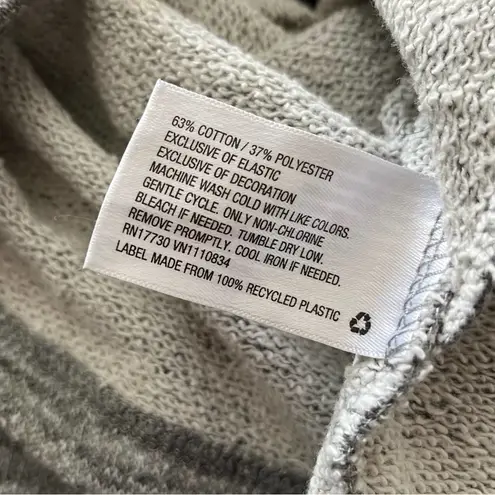 63% COTTON / 37% POLYESTER
EXCLUSIVE OF ELASTIC
EXCLUSIVE OF DECORATION
MACHINE WASH COLD WITH LIKE COLORS.
GENTLE CYCLE. ONLY NON-CHLORINE
BLEACH IF NEEDED. TUMBLE DRY LOW.
REMOVE PROMPTLY. COOL IRON IF NEEDED.
RN17730 VN1110834
LABEL MADE FROM 100% RECYCLED PLASTIC